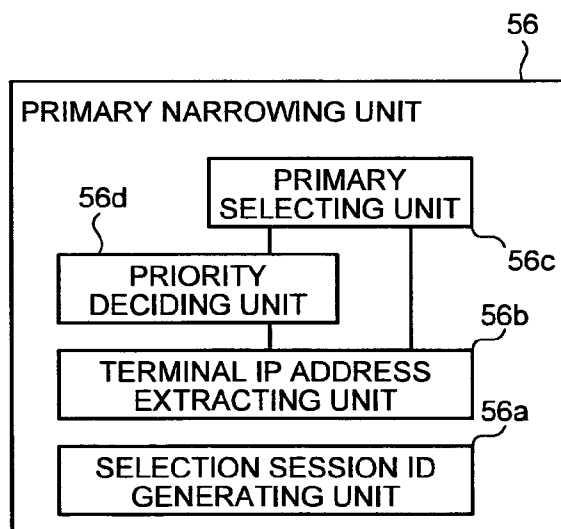 56
PRIMARY NARROWING UNIT
PRIMARY
SELECTING UNIT
56d
56c
PRIORITY
DECIDING UNIT
56b
TERMINAL IP ADDRESS
EXTRACTING UNIT
56a
SELECTION SESSION ID
GENERATING UNIT